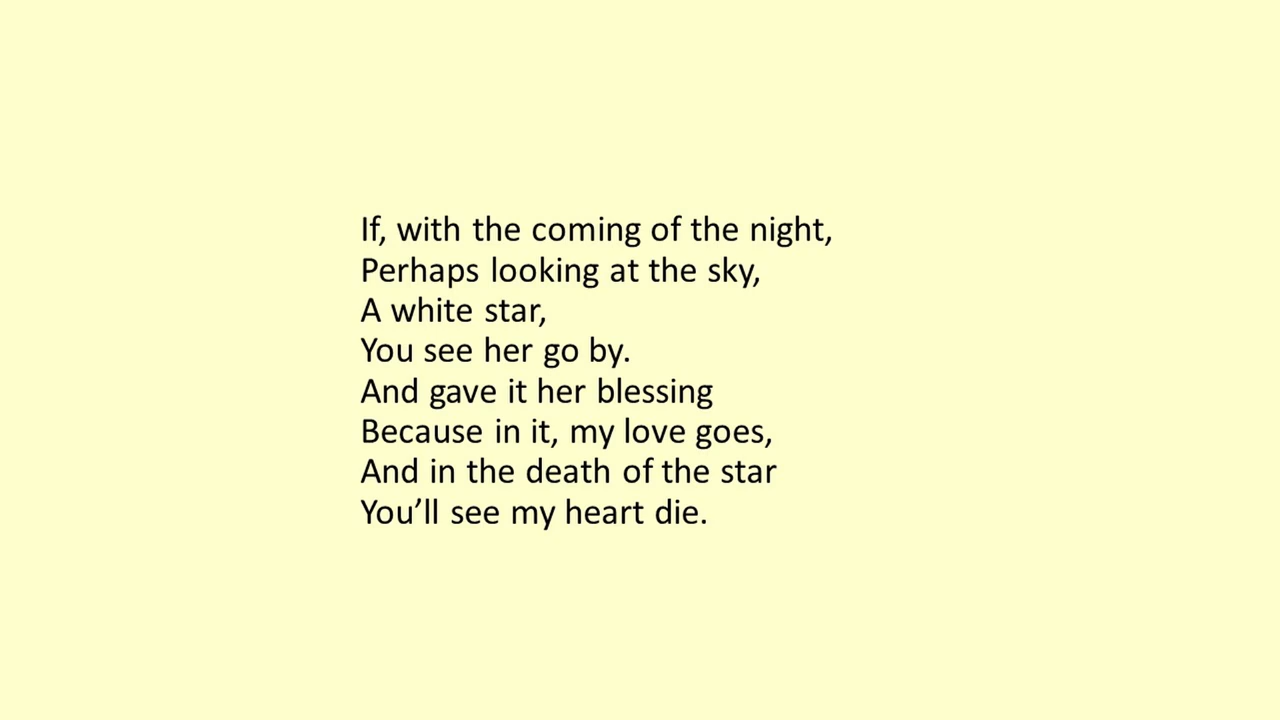 If, with the coming of the night,
Perhaps looking at the sky,
A white star,
You see her go by.
And gave it her blessing
Because in it, my love goes,
And in the death of the star
You’ll see my heart die.